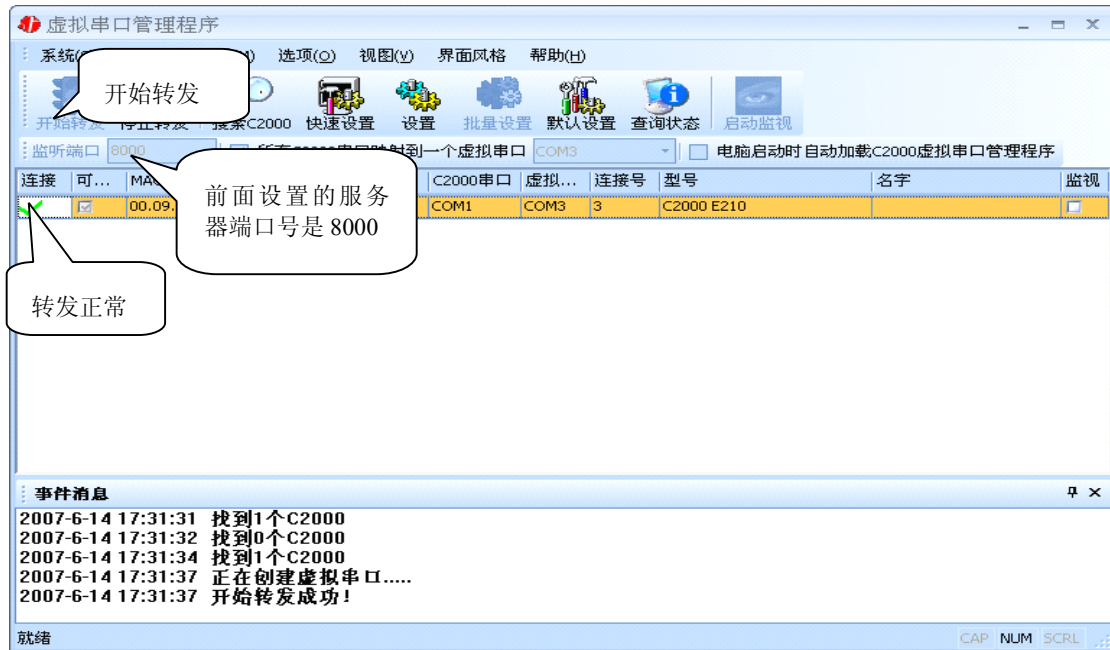 虚拟串口管理程序
系统( 选项(O) 视图(V) 界面风格 帮助(H)
开始转发
开始转发 停止转发 搜索C2000 快速设置 设置 批量设置 默认设置 查询状态 启动监视
监听端口 8000 映射到一个虚拟串口 COM3 电脑启动时自动加载C2000虚拟串口管理程序
连接 可... MAC C2000串口 虚拟... 连接号 型号 名字 监视
00.09. COM1 COM3 3 C2000 E210
前面设置的服务
器端口号是 8000
转发正常
事件消息
2007-6-14 17:31:31 找到1个C2000
2007-6-14 17:31:32 找到0个C2000
2007-6-14 17:31:34 找到1个C2000
2007-6-14 17:31:37 正在创建虚拟串口.....
2007-6-14 17:31:37 开始转发成功!
就绪 CAP NUM SCRL